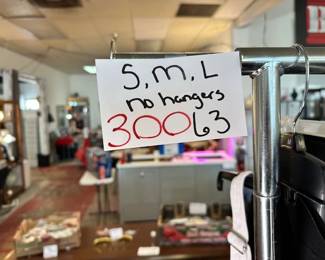 S, M, L
no hangers
30063